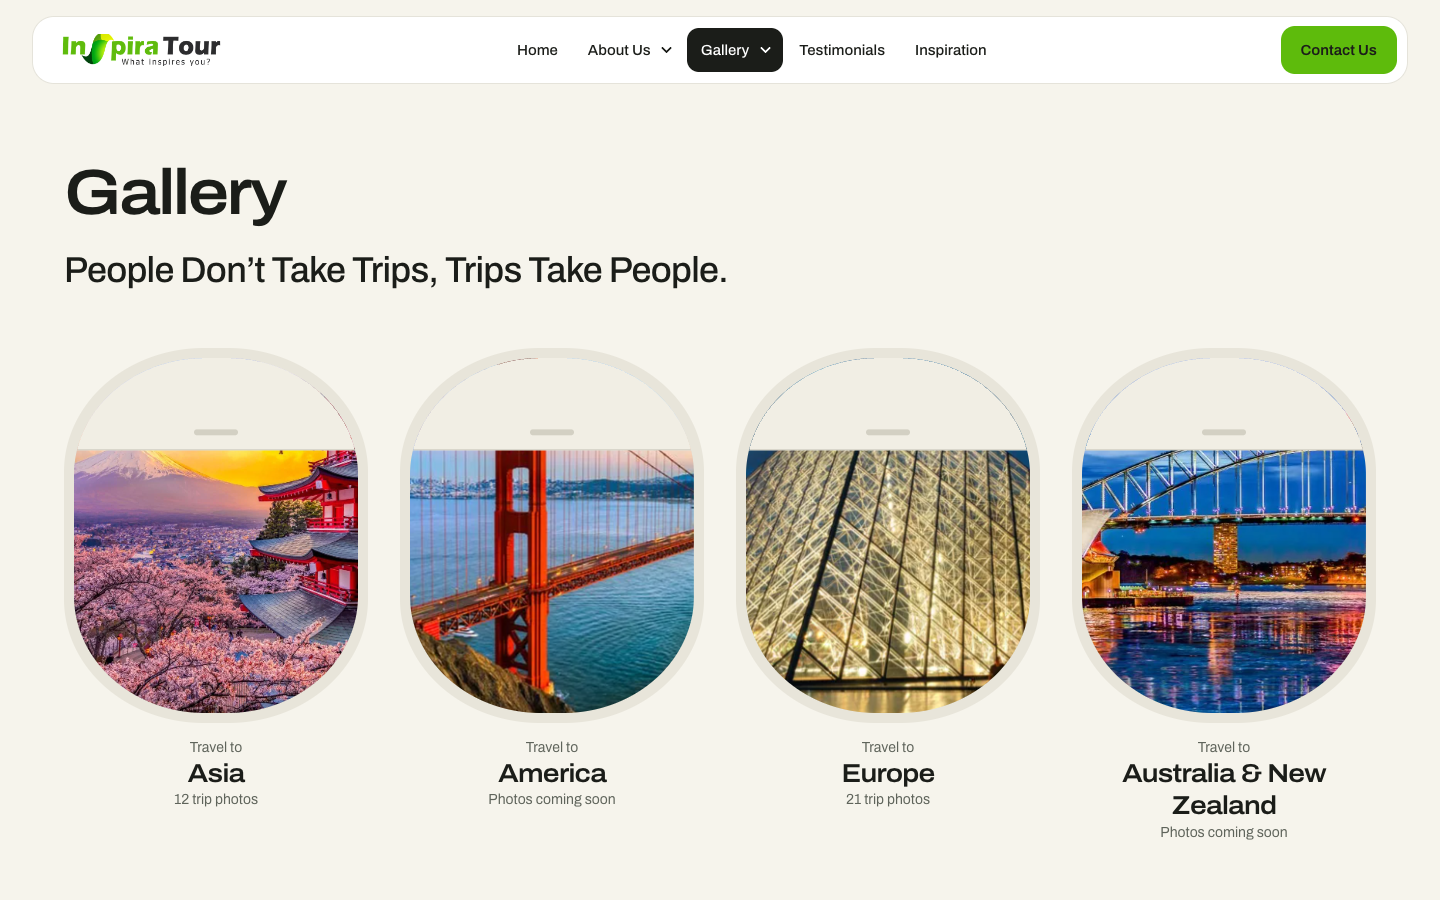 Inspira Tour
What inspires you?
Home
About Us
Gallery
Testimonials
Inspiration
Contact Us
Gallery
People Don’t Take Trips, Trips Take People.
Travel to
Asia
12 trip photos
Travel to
America
Photos coming soon
Travel to
Europe
21 trip photos
Travel to
Australia & New
Zealand
Photos coming soon